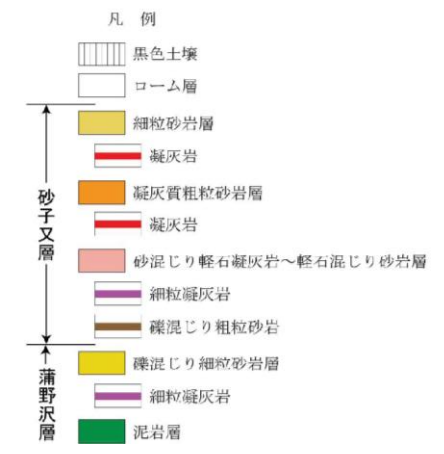 凡 例
黒色土壌
ローム層
細粒砂岩層
凝灰岩
凝灰質粗粒砂岩層
凝灰岩
砂混じり軽石凝灰岩～軽石混じり砂岩層
細粒凝灰岩
礫混じり粗粒砂岩
礫混じり細粒砂岩層
細粒凝灰岩
泥岩層
砂子又層
蒲野沢層